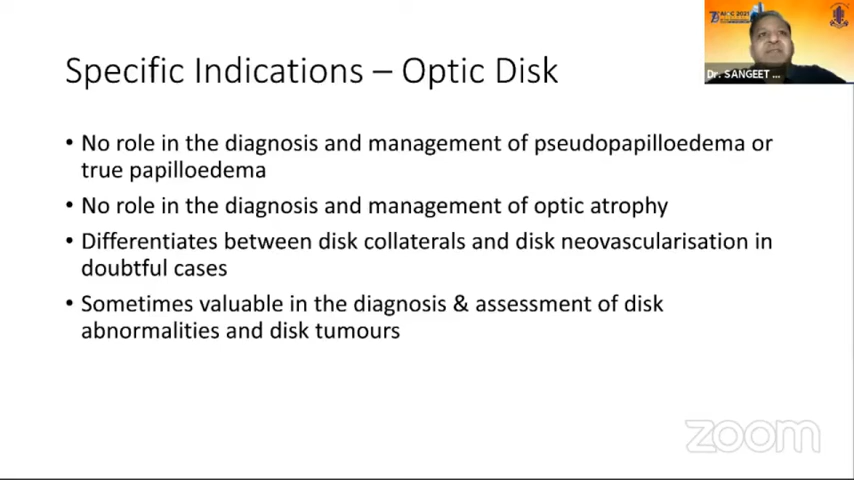 Specific Indications – Optic Disk
• No role in the diagnosis and management of pseudopapilloedema or
true papilloedema
• No role in the diagnosis and management of optic atrophy
• Differentiates between disk collaterals and disk neovascularisation in
doubtful cases
• Sometimes valuable in the diagnosis & assessment of disk
abnormalities and disk tumours
Dr. SANGEET ...
zoom